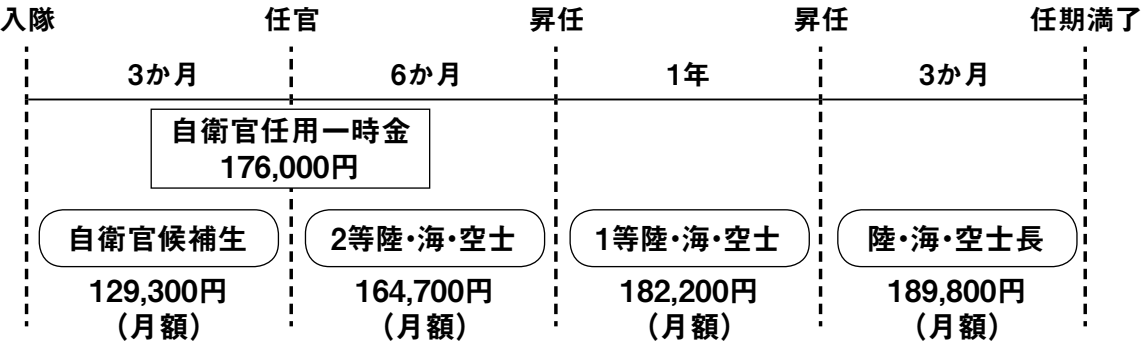 入隊 任官 昇任 昇任 任期満了
3か月 6か月 1年 3か月
自衛官任用一時金
176,000円
自衛官候補生 2等陸・海・空士 1等陸・海・空士 陸・海・空士長
129,300円 164,700円 182,200円 189,800円
（月額） （月額） （月額） （月額）